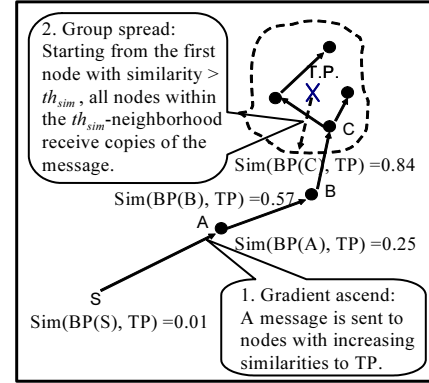 2. Group spread:
Starting from the first
node with similarity >
th_sim, all nodes within
the th_sim-neighborhood
receive copies of the
message.
T.P.
X
C
Sim(BP(C), TP) =0.84
B
Sim(BP(B), TP) =0.57
A
Sim(BP(A), TP) =0.25
S
Sim(BP(S), TP) =0.01
1. Gradient ascend:
A message is sent to
nodes with increasing
similarities to TP.